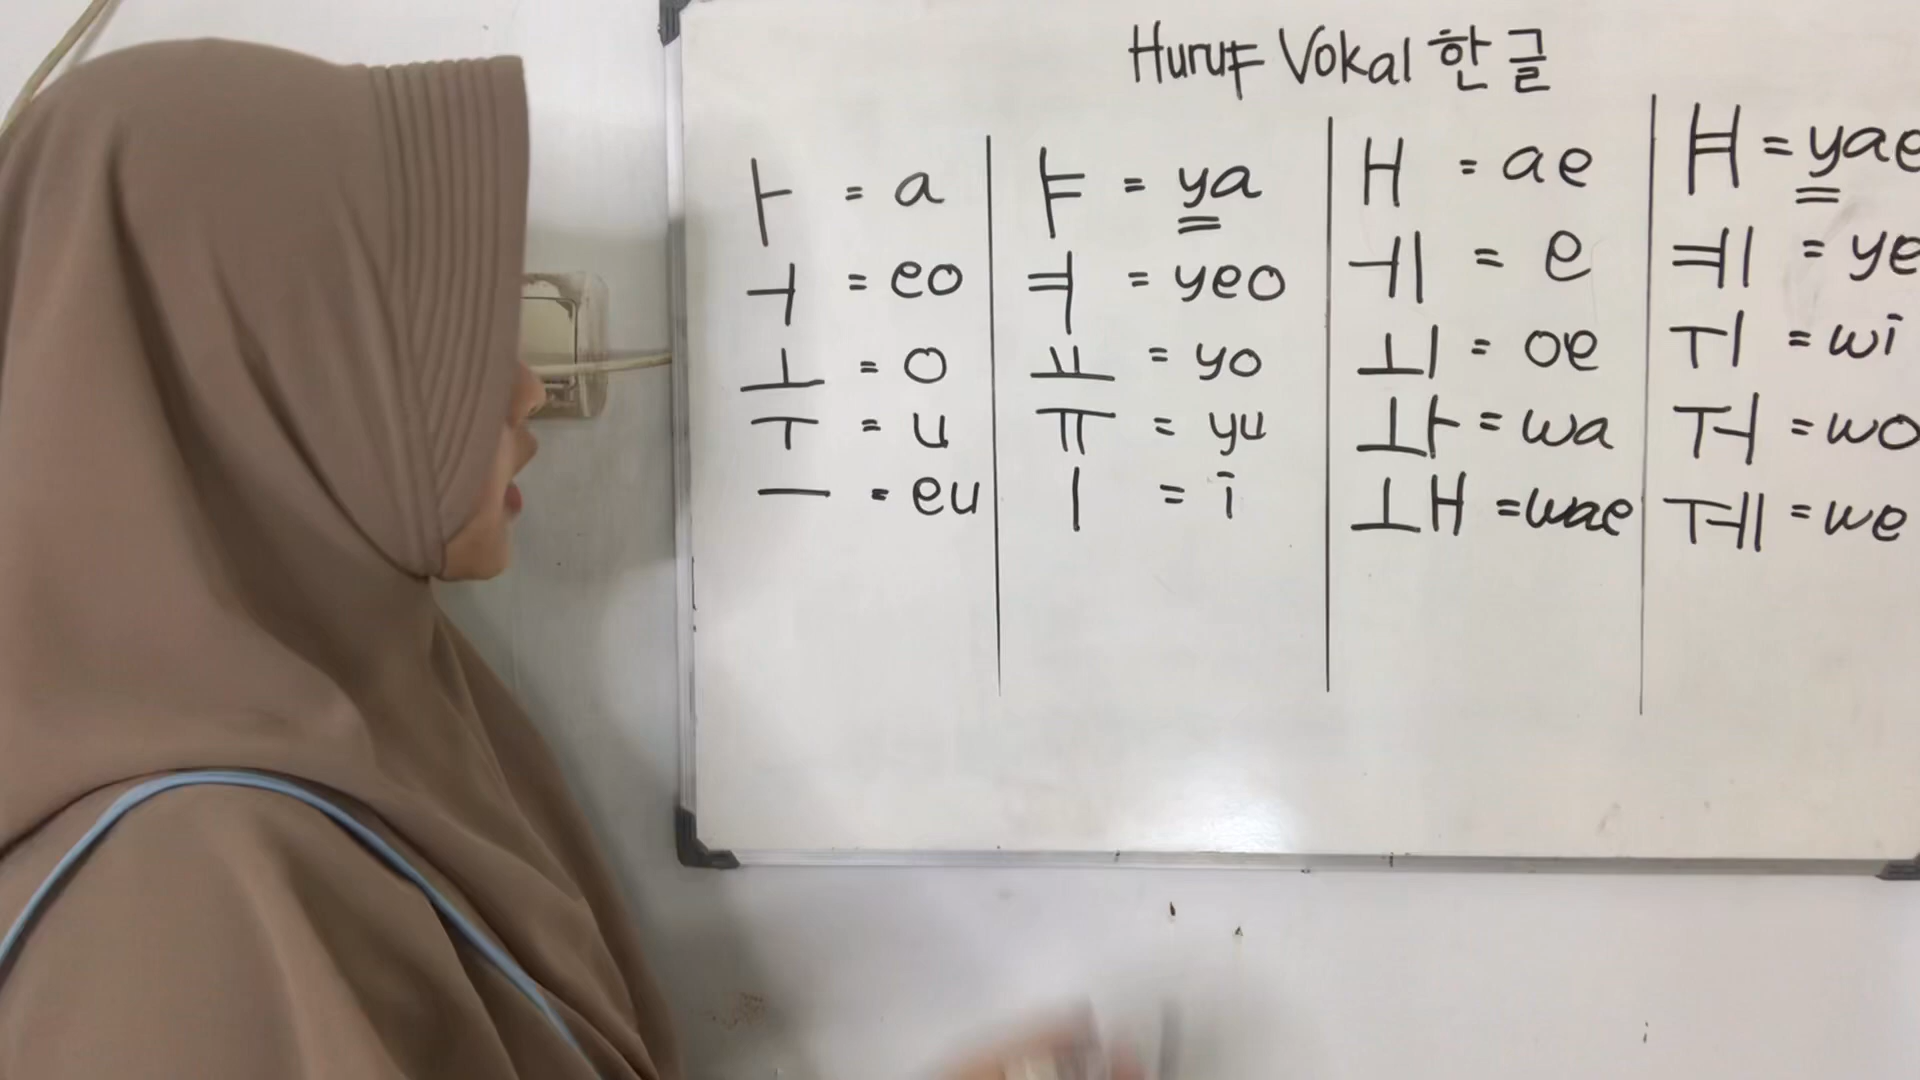 Huruf Vokal 한글
ㅏ = a
ㅓ = eo
ㅗ = o
ㅜ = u
ㅡ = eu
ㅑ = ya
ㅕ = yeo
ㅛ = yo
ㅠ = yu
ㅣ = i
ㅐ = ae
ㅔ = e
ㅚ = oe
ㅘ = wa
ㅙ = wae
ㅒ = yae
ㅖ = ye
ㅟ = wi
ㅝ = wo
ㅞ = we